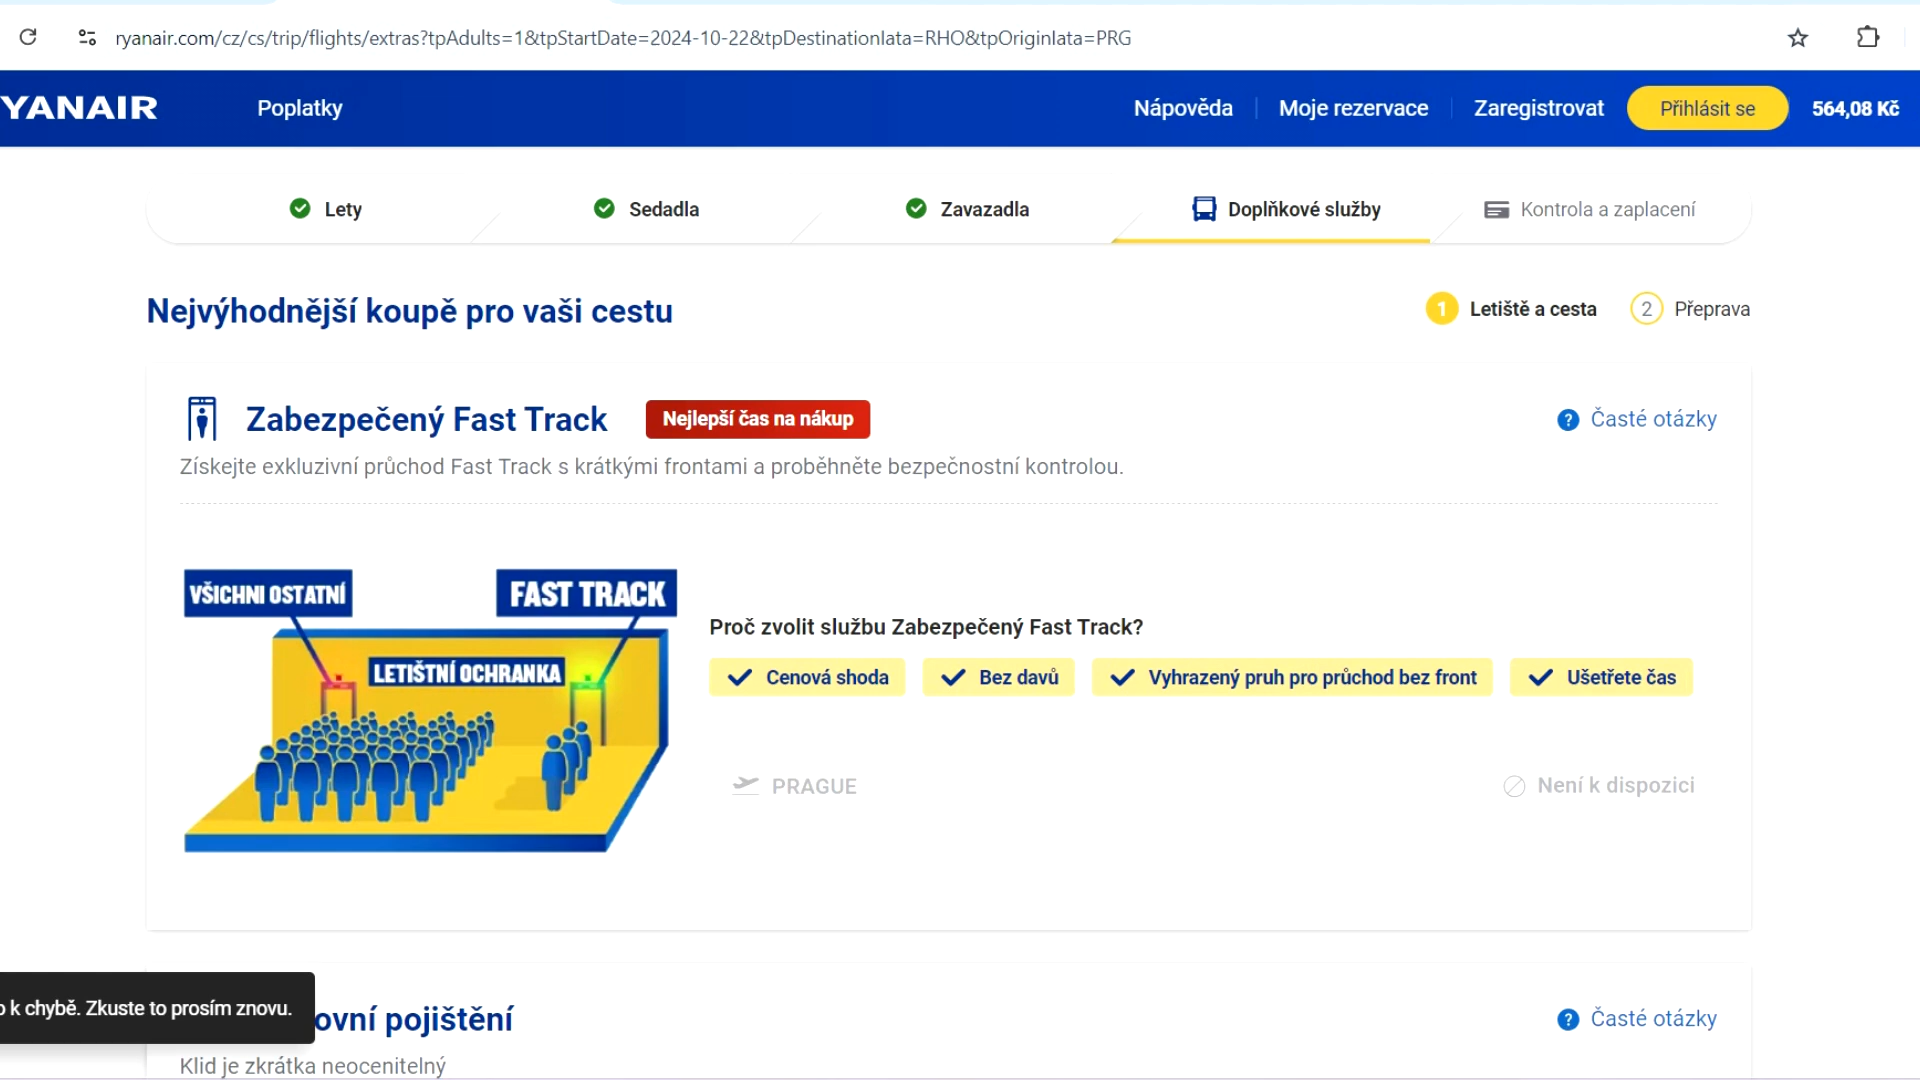 ryanair.com/cz/cs/trip/flights/extras?tpAdults=1&tpStartDate=2024-10-22&tpDestinationIata=RHO&tpOriginIata=PRG
YANAIR
Poplatky
Nápověda
Moje rezervace
Zaregistrovat
Přihlásit se
564,08 Kč
Lety
Sedadla
Zavazadla
Doplňkové služby
Kontrola a zaplacení
Nejvýhodnější koupě pro vaši cestu
1 Letiště a cesta
2 Přeprava
Zabezpečený Fast Track
Nejlepší čas na nákup
? Časté otázky
Získejte exkluzivní průchod Fast Track s krátkými frontami a proběhněte bezpečnostní kontrolou.
VŠICHNI OSTATNÍ
FAST TRACK
LETIŠTNÍ OCHRANKA
Proč zvolit službu Zabezpečený Fast Track?
Cenová shoda
Bez davů
Vyhrazený pruh pro průchod bez front
Ušetřete čas
PRAGUE
Není k dispozici
k chybě. Zkuste to prosím znovu.
ovní pojištění
? Časté otázky
Klid je zkrátka neocenitelný